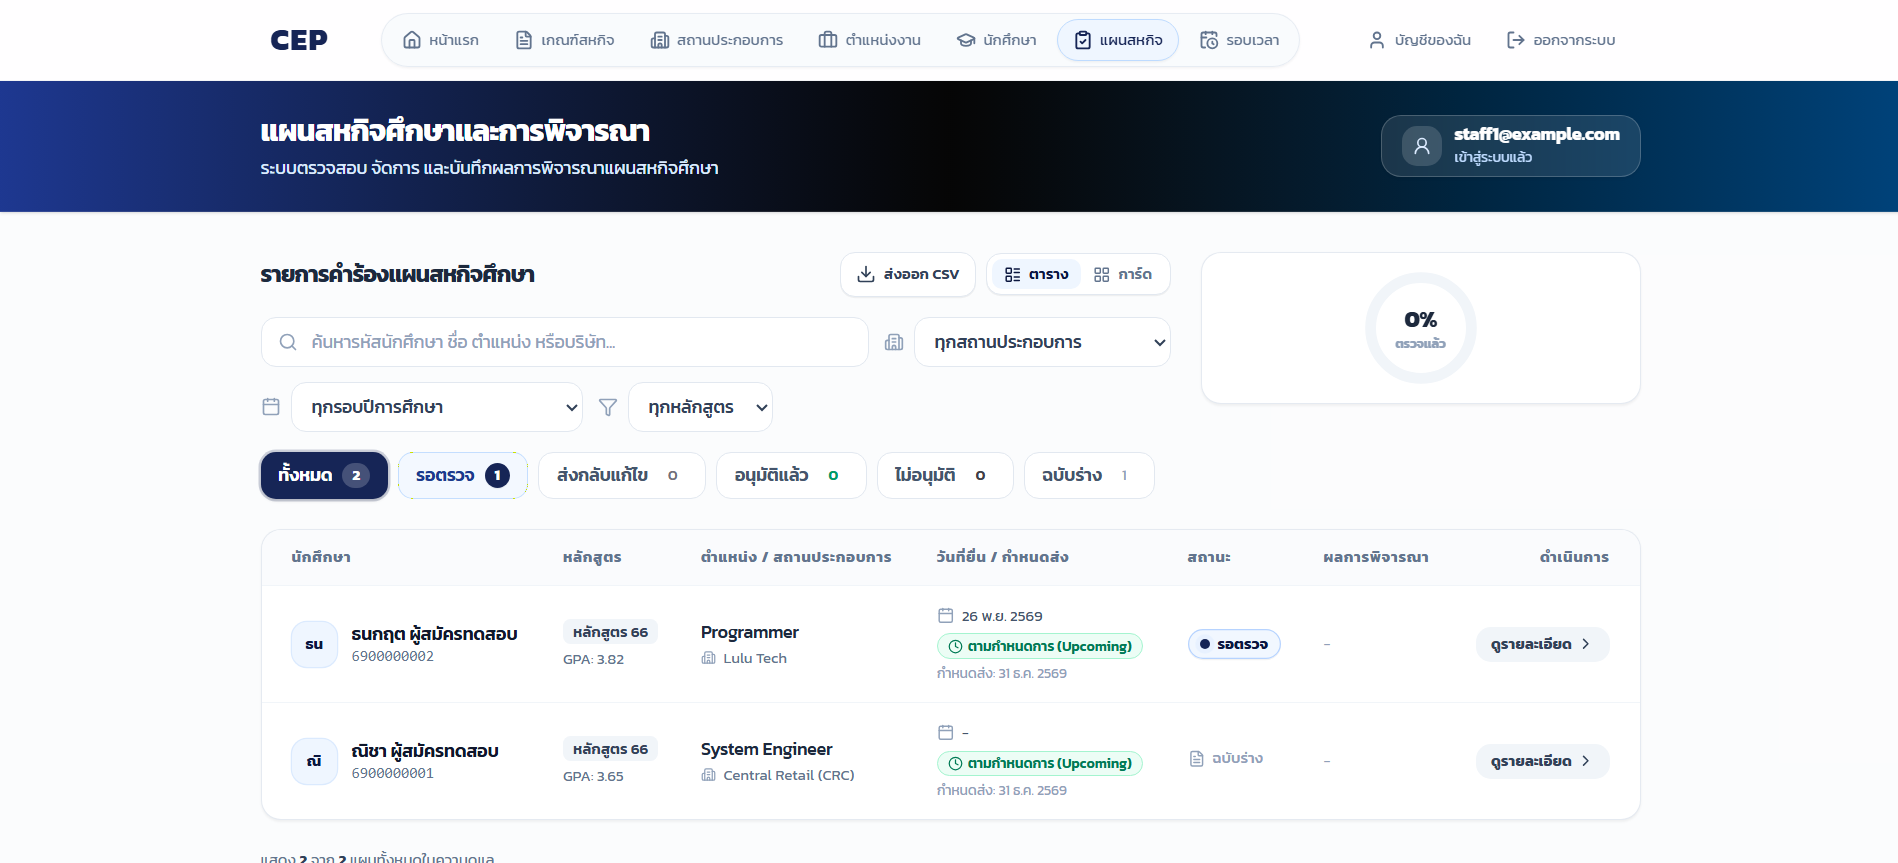 CEP
หน้าแรก
เกณฑ์สหกิจ
สถานประกอบการ
ตำแหน่งงาน
นักศึกษา
แผนสหกิจ
รอบเวลา
บัญชีของฉัน
ออกจากระบบ
แผนสหกิจศึกษาและการพิจารณา
ระบบตรวจสอบ จัดการ และบันทึกผลการพิจารณาแผนสหกิจศึกษา
staff1@example.com
เข้าสู่ระบบแล้ว
รายการคำร้องแผนสหกิจศึกษา
ส่งออก CSV
ตาราง
การ์ด
ค้นหารหัสนักศึกษา ชื่อ ตำแหน่ง หรือบริษัท...
ทุกสถานประกอบการ
0%
ตรวจแล้ว
ทุกรอบปีการศึกษา
ทุกหลักสูตร
ทั้งหมด 2
รอตรวจ 1
ส่งกลับแก้ไข 0
อนุมัติแล้ว 0
ไม่อนุมัติ 0
ฉบับร่าง 1
นักศึกษา
หลักสูตร
ตำแหน่ง / สถานประกอบการ
วันที่ยื่น / กำหนดส่ง
สถานะ
ผลการพิจารณา
ดำเนินการ
ธน
ธนกฤต ผู้สมัครทดสอบ
6900000002
หลักสูตร 66
GPA: 3.82
Programmer
Lulu Tech
26 พ.ย. 2569
ตามกำหนดการ (Upcoming)
กำหนดส่ง: 31 ธ.ค. 2569
รอตรวจ
-
ดูรายละเอียด
ณิ
ณิชา ผู้สมัครทดสอบ
6900000001
หลักสูตร 66
GPA: 3.65
System Engineer
Central Retail (CRC)
-
ตามกำหนดการ (Upcoming)
กำหนดส่ง: 31 ธ.ค. 2569
ฉบับร่าง
-
ดูรายละเอียด
แสดง 2 จาก 2 แผนทั้งหมดในความดูแล